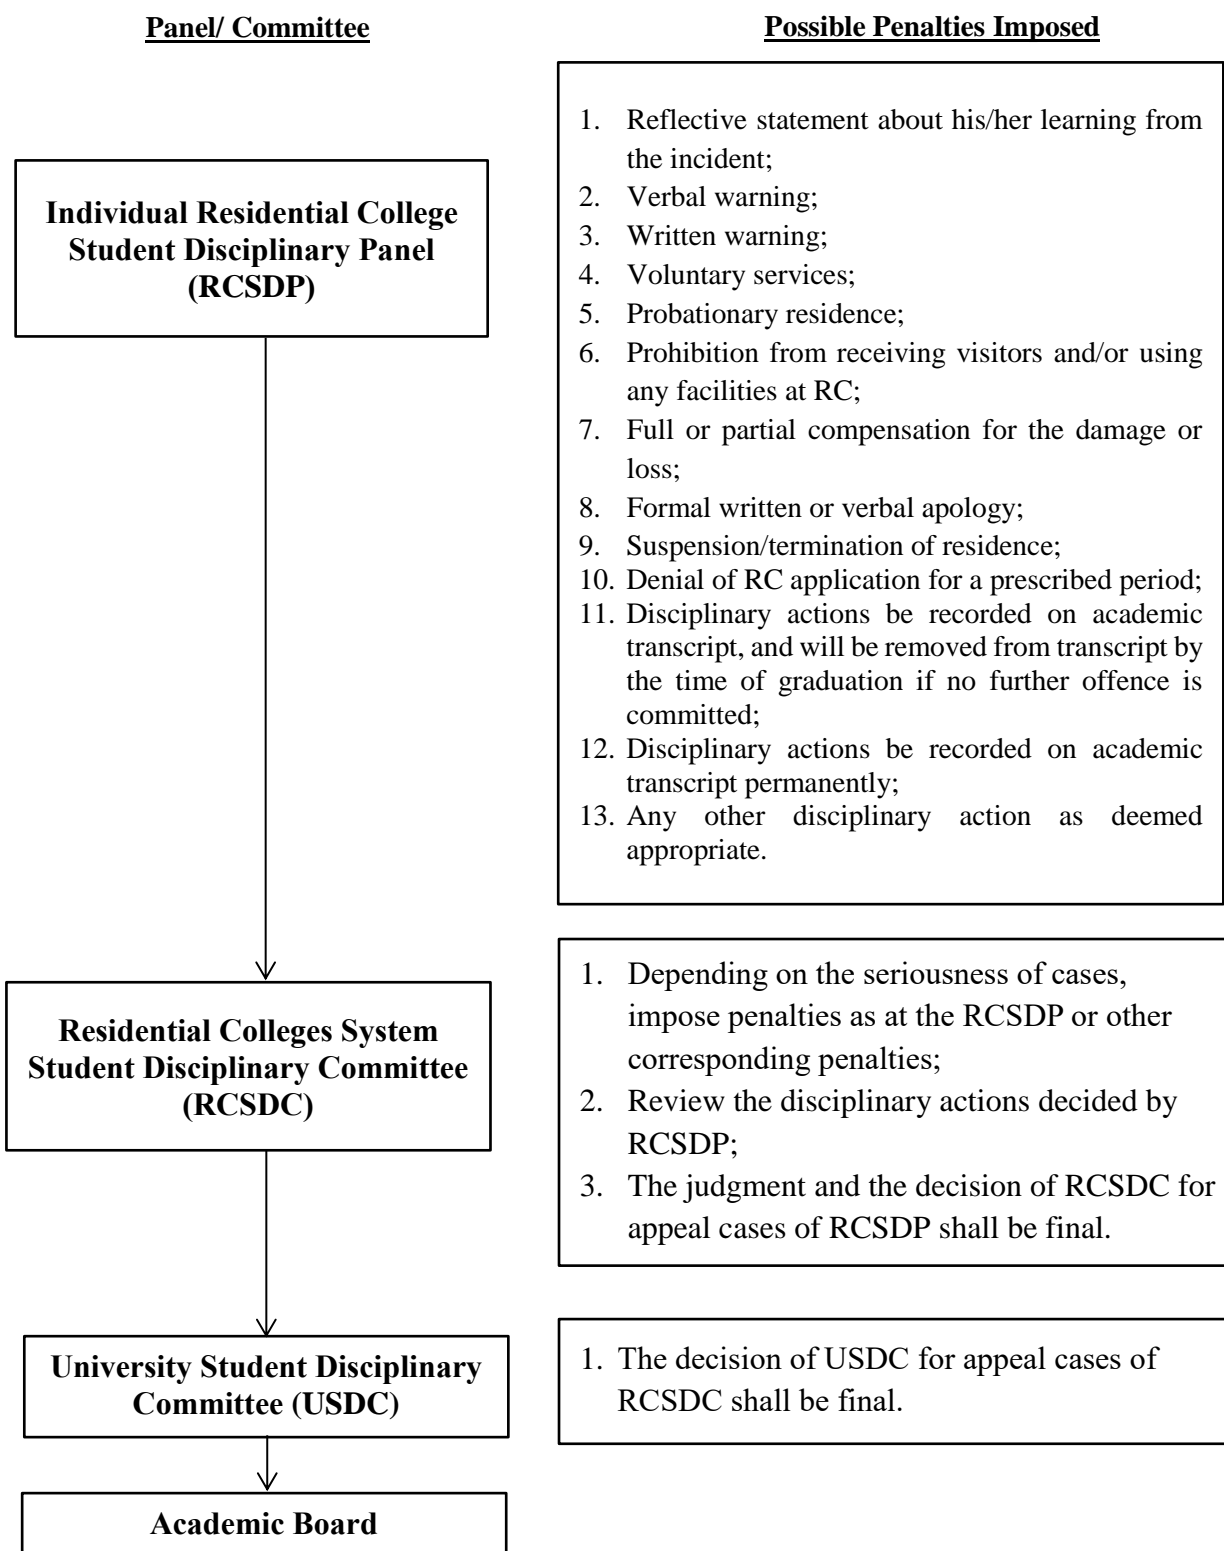 Panel/ Committee
Possible Penalties Imposed
Individual Residential College
Student Disciplinary Panel
(RCSDP)
1. Reflective statement about his/her learning from
the incident;
2. Verbal warning;
3. Written warning;
4. Voluntary services;
5. Probationary residence;
6. Prohibition from receiving visitors and/or using
any facilities at RC;
7. Full or partial compensation for the damage or
loss;
8. Formal written or verbal apology;
9. Suspension/termination of residence;
10. Denial of RC application for a prescribed period;
11. Disciplinary actions be recorded on academic
transcript, and will be removed from transcript by
the time of graduation if no further offence is
committed;
12. Disciplinary actions be recorded on academic
transcript permanently;
13. Any other disciplinary action as deemed
appropriate.
Residential Colleges System
Student Disciplinary Committee
(RCSDC)
1. Depending on the seriousness of cases,
impose penalties as at the RCSDP or other
corresponding penalties;
2. Review the disciplinary actions decided by
RCSDP;
3. The judgment and the decision of RCSDC for
appeal cases of RCSDP shall be final.
University Student Disciplinary
Committee (USDC)
1. The decision of USDC for appeal cases of
RCSDC shall be final.
Academic Board